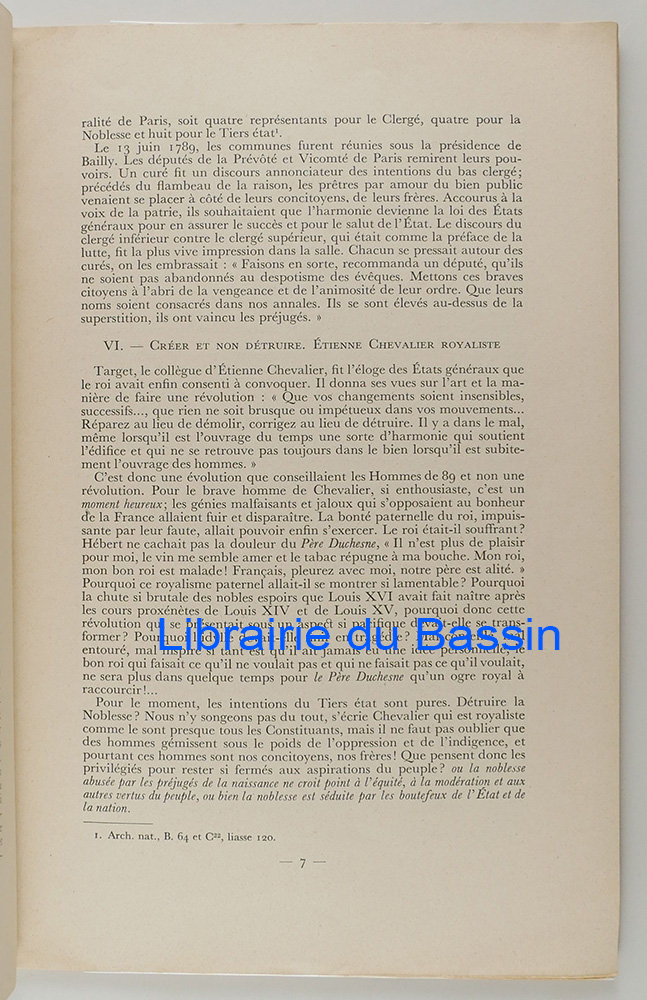 ralité de Paris, soit quatre représentants pour le Clergé, quatre pour la
Noblesse et huit pour le Tiers état¹.
Le 13 juin 1789, les communes furent réunies sous la présidence de
Bailly. Les députés de la Prévôté et Vicomté de Paris remirent leurs pou-
voirs. Un curé fit un discours annonciateur des intentions du bas clergé;
précédés du flambeau de la raison, les prêtres par amour du bien public
venaient se placer à côté de leurs concitoyens, de leurs frères. Accourus à la
voix de la patrie, ils souhaitaient que l'harmonie devienne la loi des États
généraux pour en assurer le succès et pour le salut de l'État. Le discours du
clergé inférieur contre le clergé supérieur, qui était comme la préface de la
lutte, fit la plus vive impression dans la salle. Chacun se pressait autour des
curés, on les embrassait : « Faisons en sorte, recommanda un député, qu'ils
ne soient pas abandonnés au despotisme des évêques. Mettons ces braves
citoyens à l'abri de la vengeance et de l'animosité de leur ordre. Que leurs
noms soient consacrés dans nos annales. Ils se sont élevés au-dessus de la
superstition, ils ont vaincu les préjugés. »
VI. — Créer et non détruire. Étienne Chevalier royaliste
Target, le collègue d'Étienne Chevalier, fit l'éloge des États généraux que
le roi avait enfin consenti à convoquer. Il donna ses vues sur l'art et la ma-
nière de faire une révolution : « Que vos changements soient insensibles,
successifs..., que rien ne soit brusque ou impétueux dans vos mouvements...
Réparez au lieu de démolir, corrigez au lieu de détruire. Il y a dans le mal,
même lorsqu'il est l'ouvrage du temps une sorte d'harmonie qui soutient
l'édifice et qui ne se retrouve pas toujours dans le bien lorsqu'il est subite-
ment l'ouvrage des hommes. »
C'est donc une évolution que conseillaient les Hommes de 89 et non une
révolution. Pour le brave homme de Chevalier, si enthousiaste, c'est un
moment heureux; les génies malfaisants et jaloux qui s'opposaient au bonheur
de la France allaient fuir et disparaître. La bonté paternelle du roi, impuis-
sante par leur faute, allait pouvoir enfin s'exercer. Le roi était-il souffrant?
Hébert ne cachait pas la douleur du Père Duchesne, « Il n'est plus de plaisir
pour moi, le vin me semble amer et le tabac répugne à ma bouche. Mon roi,
mon bon roi est malade! Français, pleurez avec moi, notre père est alité. »
Pourquoi ce royalisme paternel allait-il se montrer si lamentable? Pourquoi
la chute si brutale des nobles espoirs que Louis XVI avait fait naître après
les cours proxénètes de Louis XIV et de Louis XV, pourquoi donc cette
révolution qui se présentait sous un aspect si pacifique devait-elle se trans-
former? Pourquoi l'idylle en tragédie?
Librairie du Bassin
entouré, mal inspiré si tant est qu'il ait jamais eu une idée personnelle, le
bon roi qui faisait ce qu'il ne voulait pas et qui ne faisait pas ce qu'il voulait,
ne sera plus dans quelque temps pour le Père Duchesne qu'un ogre royal à
raccourcir!...
Pour le moment, les intentions du Tiers état sont pures. Détruire la
Noblesse? Nous n'y songeons pas du tout, s'écrie Chevalier qui est royaliste
comme le sont presque tous les Constituants, mais il ne faut pas oublier que
des hommes gémissent sous le poids de l'oppression et de l'indigence, et
pourtant ces hommes sont nos concitoyens, nos frères! Que pensent donc les
privilégiés pour rester si fermés aux aspirations du peuple? ou la noblesse
abusée par les préjugés de la naissance ne croit point à l'équité, à la modération et aux
autres vertus du peuple, ou bien la noblesse est séduite par les boutefeux de l'État et de
la nation.
1. Arch. nat., B. 64 et C²², liasse 120.
— 7 —